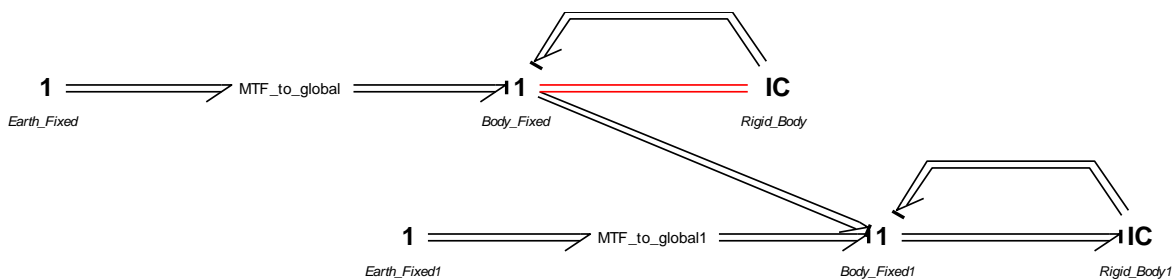 1 MTF_to_global 1 IC
Earth_Fixed Body_Fixed Rigid_Body
1 MTF_to_global1 1 IC
Earth_Fixed1 Body_Fixed1 Rigid_Body1